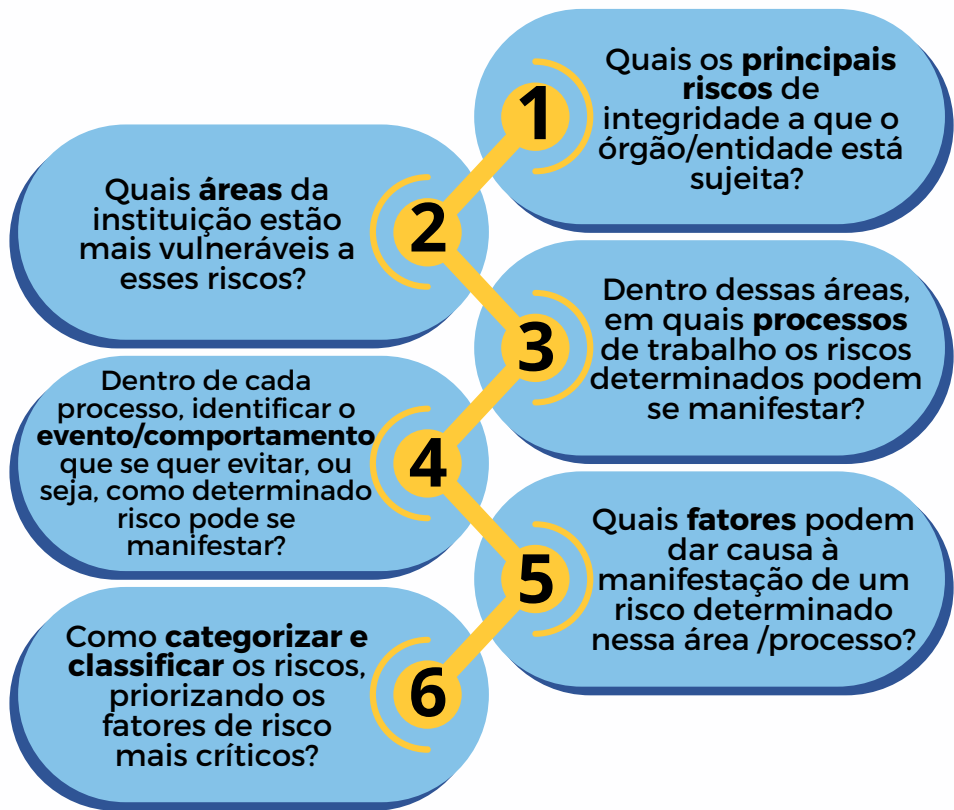 1
Quais os principais
riscos de
integridade a que o
órgão/entidade está
sujeita?
2
Quais áreas da
instituição estão
mais vulneráveis a
esses riscos?
3
Dentro dessas áreas,
em quais processos
de trabalho os riscos
determinados podem
se manifestar?
4
Dentro de cada
processo, identificar o
evento/comportamento
que se quer evitar, ou
seja, como determinado
risco pode se
manifestar?
5
Quais fatores podem
dar causa à
manifestação de um
risco determinado
nessa área /processo?
6
Como categorizar e
classificar os riscos,
priorizando os
fatores de risco
mais críticos?